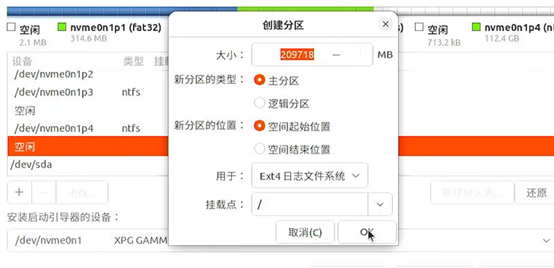 创建分区
空闲
2.1 MB
nvme0n1p1 (fat32)
314.6 MB
空闲
713.2 kB
nvme0n1p4 (nt
112.4 GB
大小：
209718
MB
新分区的类型：
主分区
逻辑分区
新分区的位置：
空间起始位置
空间结束位置
用于：
Ext4 日志文件系统
挂载点：
/
取消(C)
OK
设备
类型
挂载
/dev/nvme0n1p2
/dev/nvme0n1p3
ntfs
空闲
/dev/nvme0n1p4
ntfs
空闲
/dev/sda
还原
安装启动引导器的设备：
/dev/nvme0n1
XPG GAMM